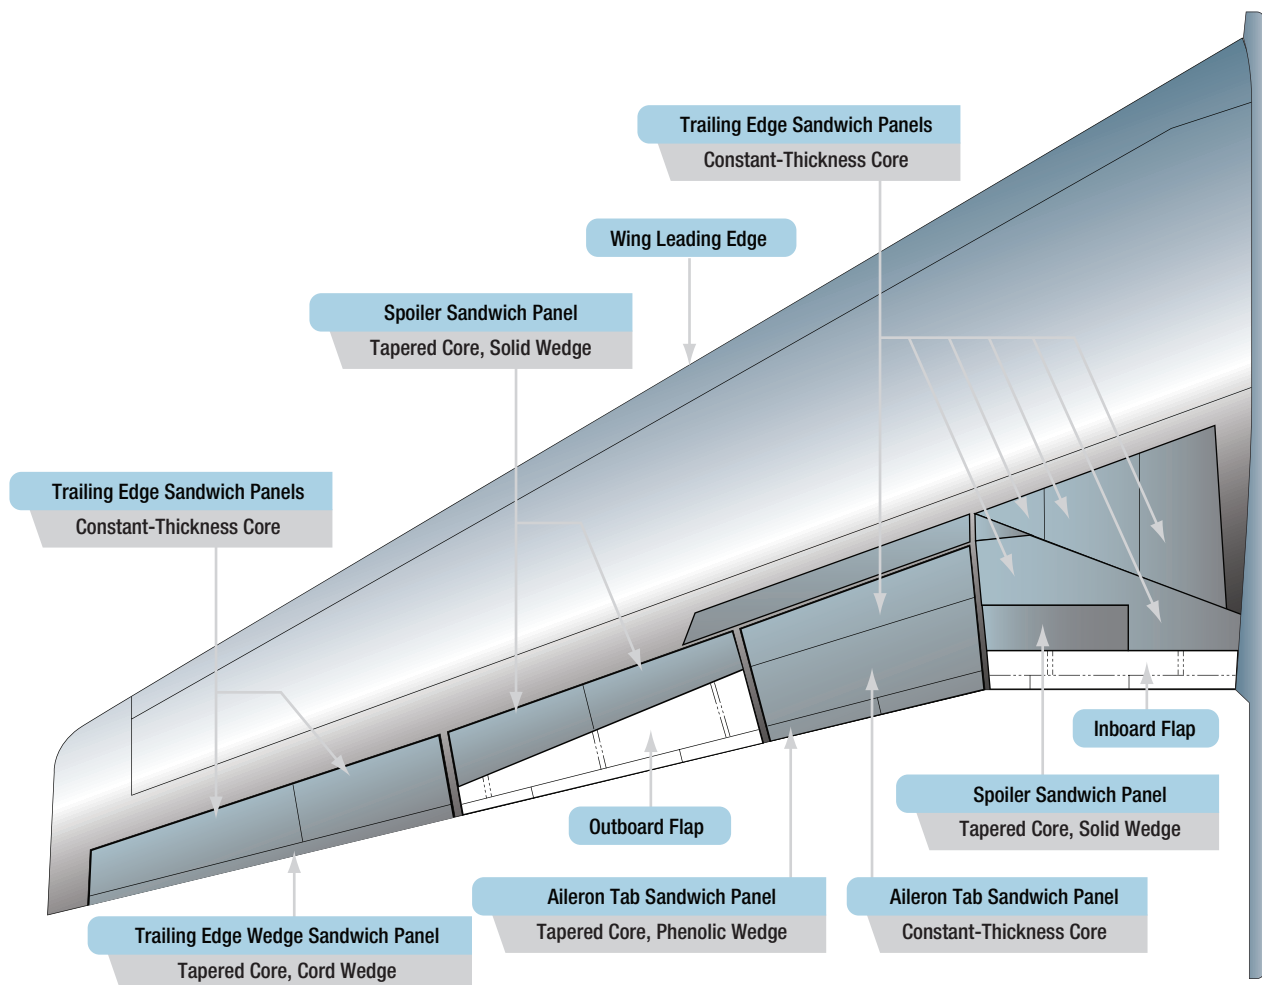 Trailing Edge Sandwich Panels
Constant-Thickness Core
Wing Leading Edge
Spoiler Sandwich Panel
Tapered Core, Solid Wedge
Trailing Edge Sandwich Panels
Constant-Thickness Core
Inboard Flap
Spoiler Sandwich Panel
Tapered Core, Solid Wedge
Outboard Flap
Aileron Tab Sandwich Panel
Tapered Core, Phenolic Wedge
Aileron Tab Sandwich Panel
Constant-Thickness Core
Trailing Edge Wedge Sandwich Panel
Tapered Core, Cord Wedge